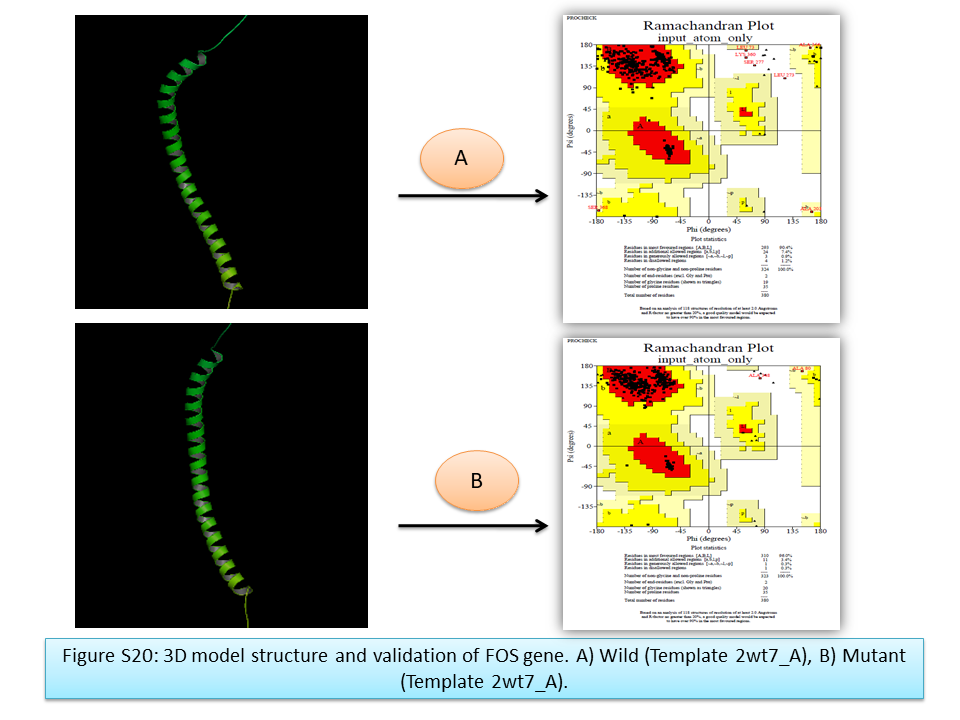 PROCHECK
Ramachandran Plot
input_atom_only
180
135
90
45
0
-45
-90
-135
-180
-180 -135 -90 -45 0 45 90 135 180
Psi (degrees)
Phi (degrees)
LYS 360
SER 277
LEU 273
A
Plot statistics
Residues in most favoured regions [A,B,L] 293 90.4%
Residues in additional allowed regions [a,b,l,p] 24 7.4%
Residues in generously allowed regions [~a,~b,~l,~p] 3 0.9%
Residues in disallowed regions 4 1.2%
Number of non-glycine and non-proline residues 324 100.0%
Number of end-residues (excl. Gly and Pro) 2
Number of glycine residues (shown as triangles)
Number of proline residues 35
Total number of residues 380
Based on an analysis of 118 structures of resolution of at least 2.0 Angstroms
and R-factor no greater than 20%, a good quality model would be expected
to have over 90% in the most favoured regions.
PROCHECK
Ramachandran Plot
input_atom_only
180
135
90
45
0
-45
-90
-135
-180
-180 -135 -90 -45 0 45 90 135 180
Psi (degrees)
Phi (degrees)
B
Plot statistics
Residues in most favoured regions [A,B,L] 310 96.0%
Residues in additional allowed regions [a,b,l,p] 11 3.4%
Residues in generously allowed regions [~a,~b,~l,~p] 1 0.3%
Residues in disallowed regions 1 0.3%
Number of non-glycine and non-proline residues 323 100.0%
Number of end-residues (excl. Gly and Pro) 2
Number of glycine residues (shown as triangles) 20
Number of proline residues 35
Total number of residues 380
Based on an analysis of 118 structures of resolution of at least 2.0 Angstroms
and R-factor no greater than 20%, a good quality model would be expected
to have over 90% in the most favoured regions.
Figure S20: 3D model structure and validation of FOS gene. A) Wild (Template 2wt7_A), B) Mutant
(Template 2wt7_A).